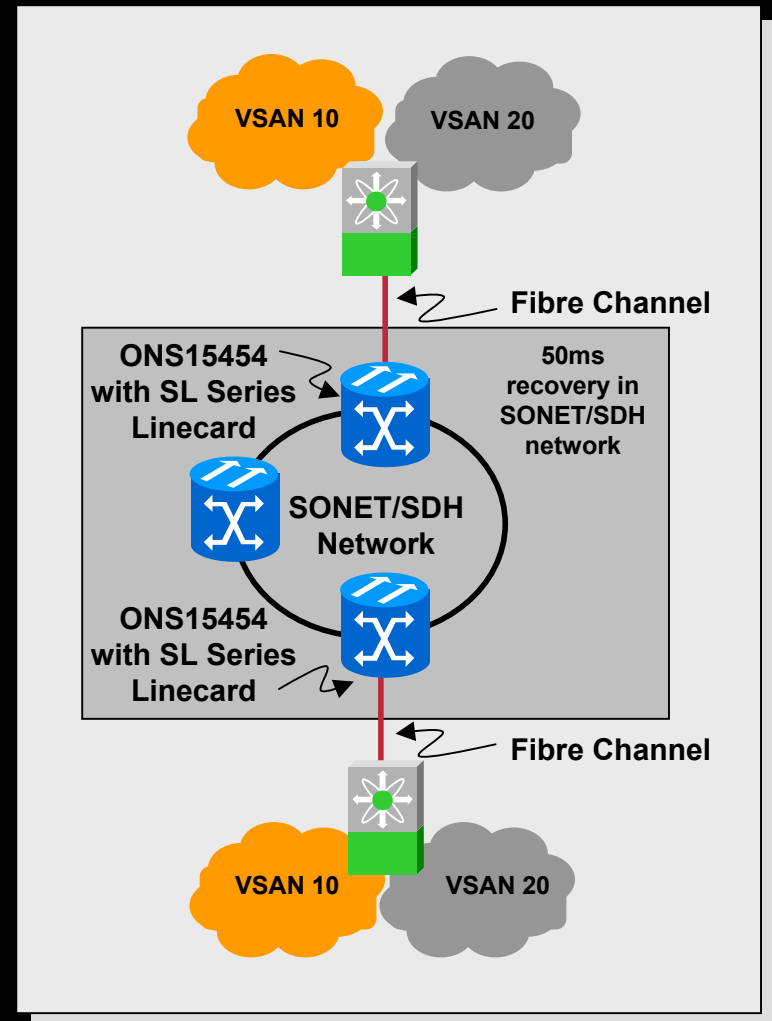 VSAN 10
VSAN 20
Fibre Channel
ONS15454
with SL Series
Linecard
50ms
recovery in
SONET/SDH
network
SONET/SDH
Network
ONS15454
with SL Series
Linecard
Fibre Channel
VSAN 10
VSAN 20